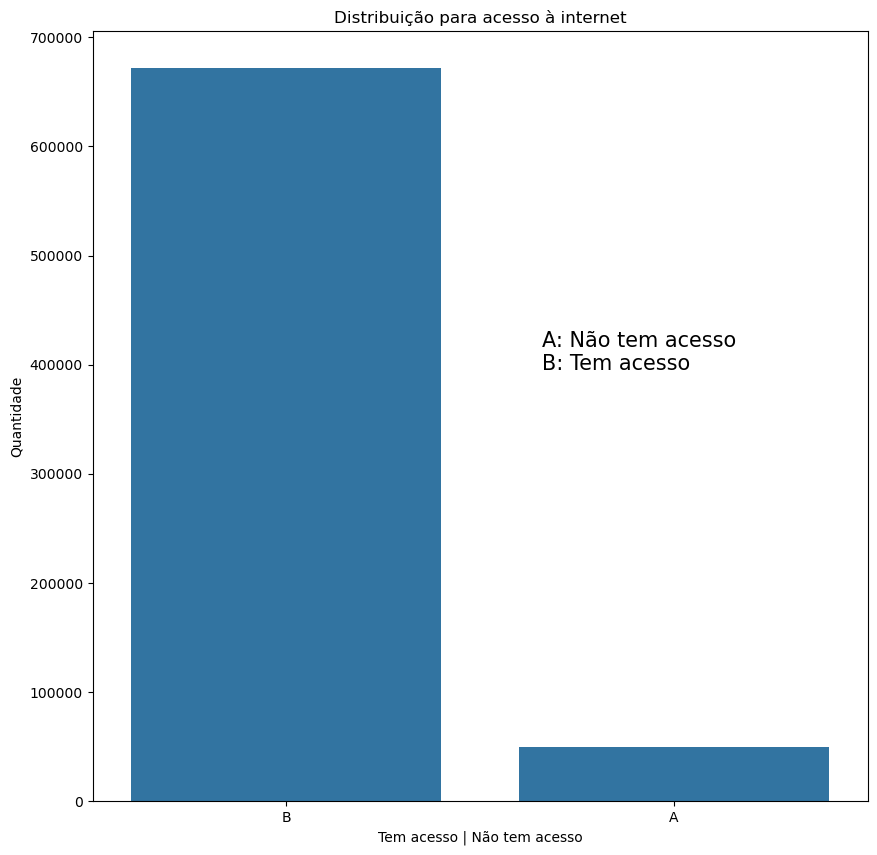 Distribuição para acesso à internet
700000
600000
500000
400000
300000
200000
100000
0
Quantidade
A: Não tem acesso
B: Tem acesso
B
A
Tem acesso | Não tem acesso